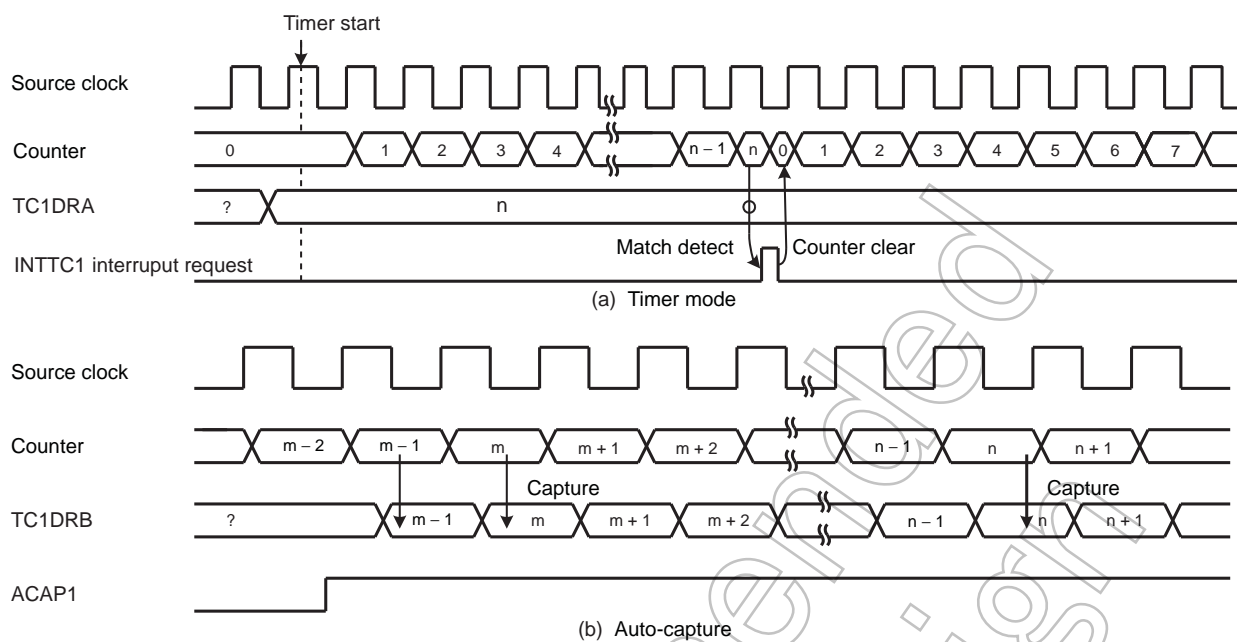 Timer start
Source clock
Counter 0 1 2 3 4 n – 1 n 0 1 2 3 4 5 6 7
TC1DRA ? n
Match detect Counter clear
INTTC1 interruput request
(a) Timer mode
Source clock
Counter m – 2 m – 1 m m + 1 m + 2 n – 1 n n + 1
Capture Capture
TC1DRB ? m – 1 m m + 1 m + 2 n – 1 n n + 1
ACAP1
(b) Auto-capture